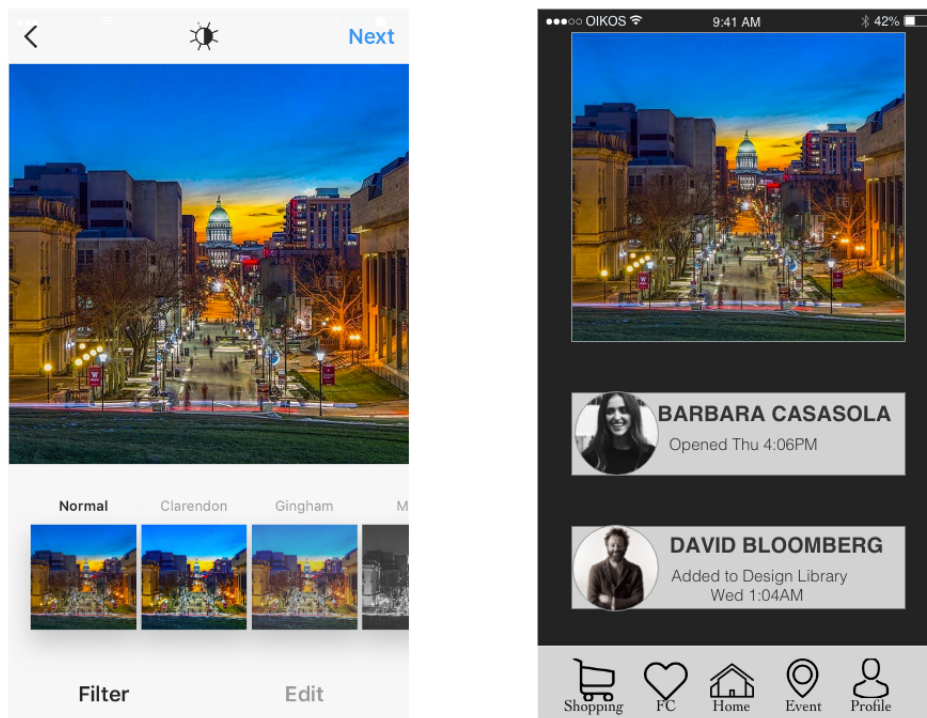 Next
Normal Clarendon Gingham M
Filter Edit
OIKOS 9:41 AM 42%
BARBARA CASASOLA
Opened Thu 4:06PM
DAVID BLOOMBERG
Added to Design Library
Wed 1:04AM
Shopping FC Home Event Profile